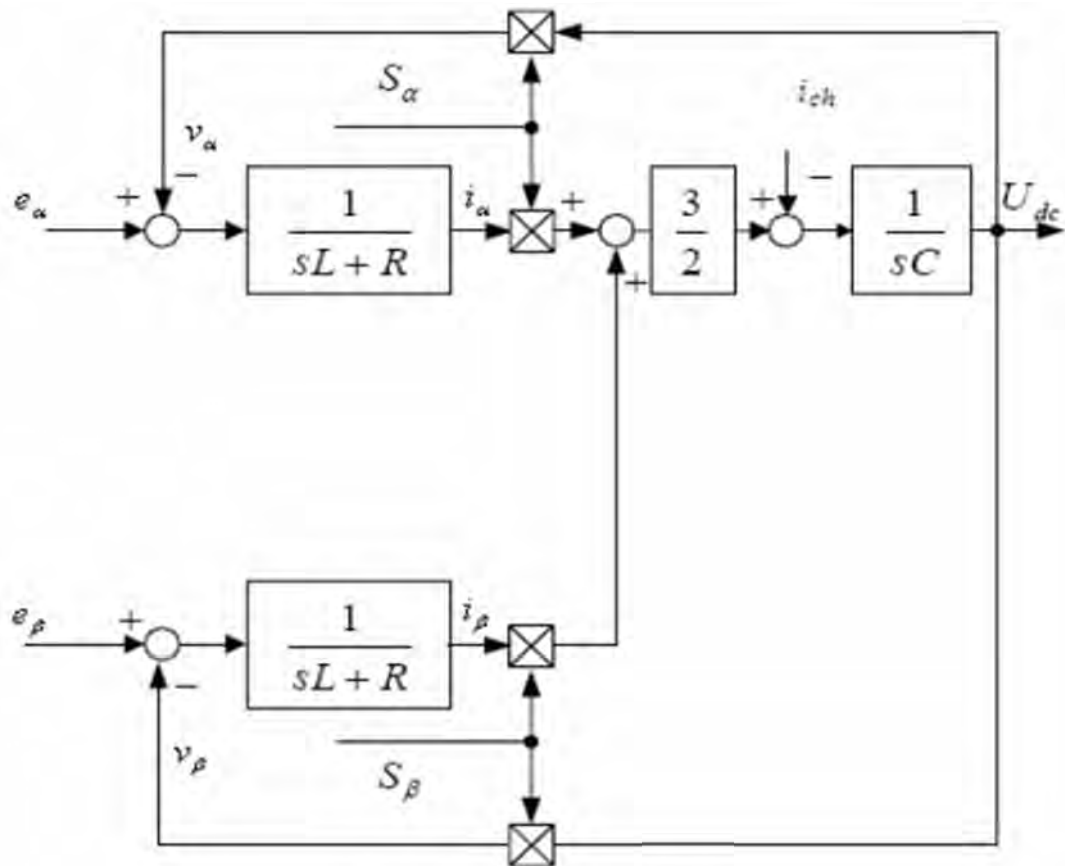 S_α
i_ch
v_α
−
e_α
+
1
sL + R
i_α
+
+
3
2
+
−
1
sC
U_dc
e_β
+
−
1
sL + R
i_β
v_β
S_β